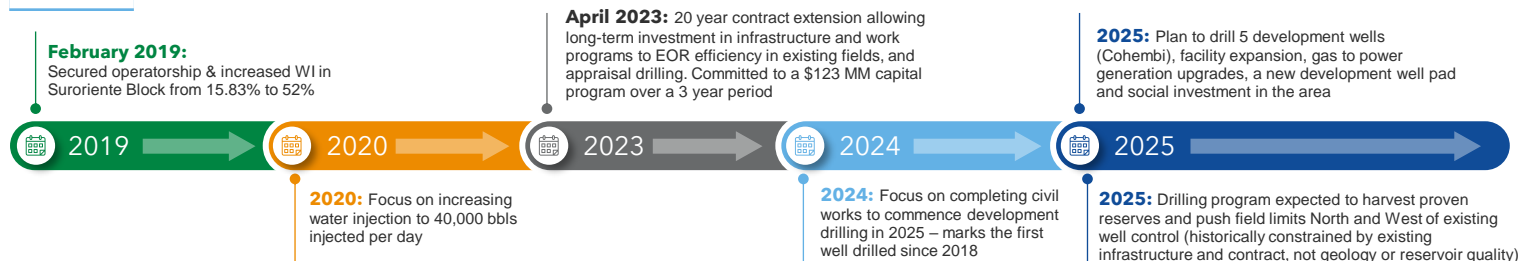 February 2019:
Secured operatorship & increased WI in
Suroriente Block from 15.83% to 52%
April 2023: 20 year contract extension allowing
long-term investment in infrastructure and work
programs to EOR efficiency in existing fields, and
appraisal drilling. Committed to a $123 MM capital
program over a 3 year period
2025: Plan to drill 5 development wells
(Cohembi), facility expansion, gas to power
generation upgrades, a new development well pad
and social investment in the area
2019
2020
2023
2024
2025
2020: Focus on increasing
water injection to 40,000 bbls
injected per day
2024: Focus on completing civil
works to commence development
drilling in 2025 – marks the first
well drilled since 2018
2025: Drilling program expected to harvest proven
reserves and push field limits North and West of existing
well control (historically constrained by existing
infrastructure and contract, not geology or reservoir quality)